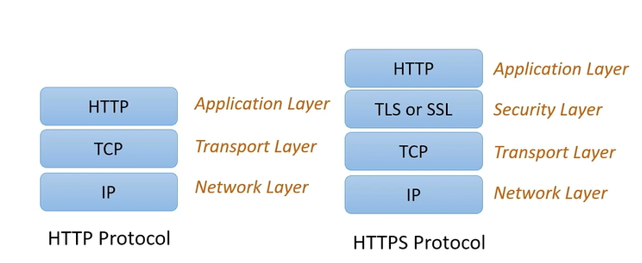 HTTP
Application Layer
TCP
Transport Layer
IP
Network Layer
HTTP Protocol
HTTP
Application Layer
TLS or SSL
Security Layer
TCP
Transport Layer
IP
Network Layer
HTTPS Protocol